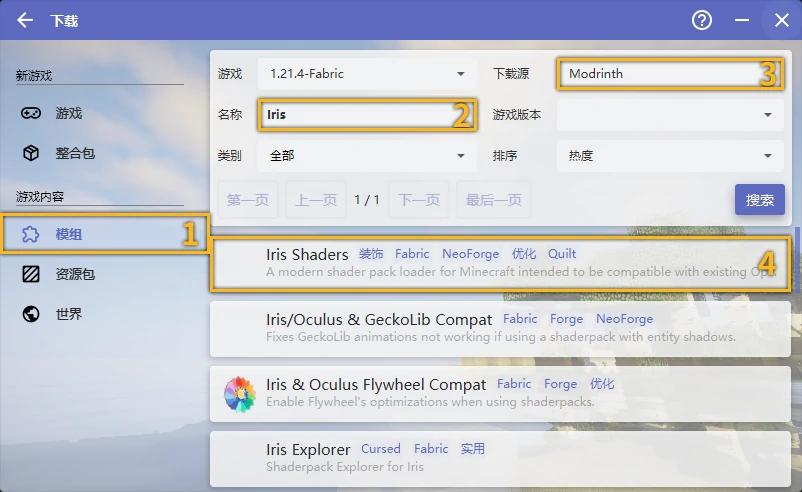 下载
新游戏
游戏
整合包
游戏内容
模组 1
资源包
世界
游戏 1.21.4-Fabric 下载源 Modrinth 3
名称 Iris 2 游戏版本
类别 全部 排序 热度
第一页 上一页 1 / 1 下一页 最后一页 搜索
Iris Shaders 装饰 Fabric NeoForge 优化 Quilt
A modern shader pack loader for Minecraft intended to be compatible with existing Op 4
Iris/Oculus & GeckoLib Compat Fabric Forge NeoForge
Fixes GeckoLib animations not working if using a shaderpack with entity shadows.
Iris & Oculus Flywheel Compat Fabric Forge 优化
Enable Flywheel's optimizations when using shaderpacks.
Iris Explorer Cursed Fabric 实用
Shaderpack Explorer for Iris